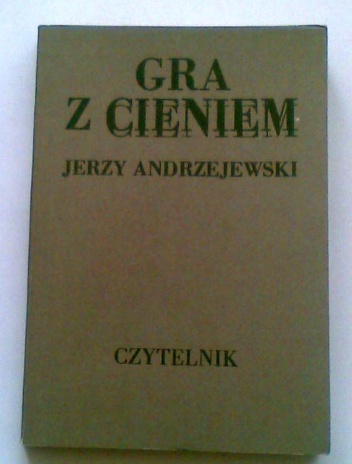 GRA
Z CIENIEM
JERZY ANDRZEJEWSKI
CZYTELNIK